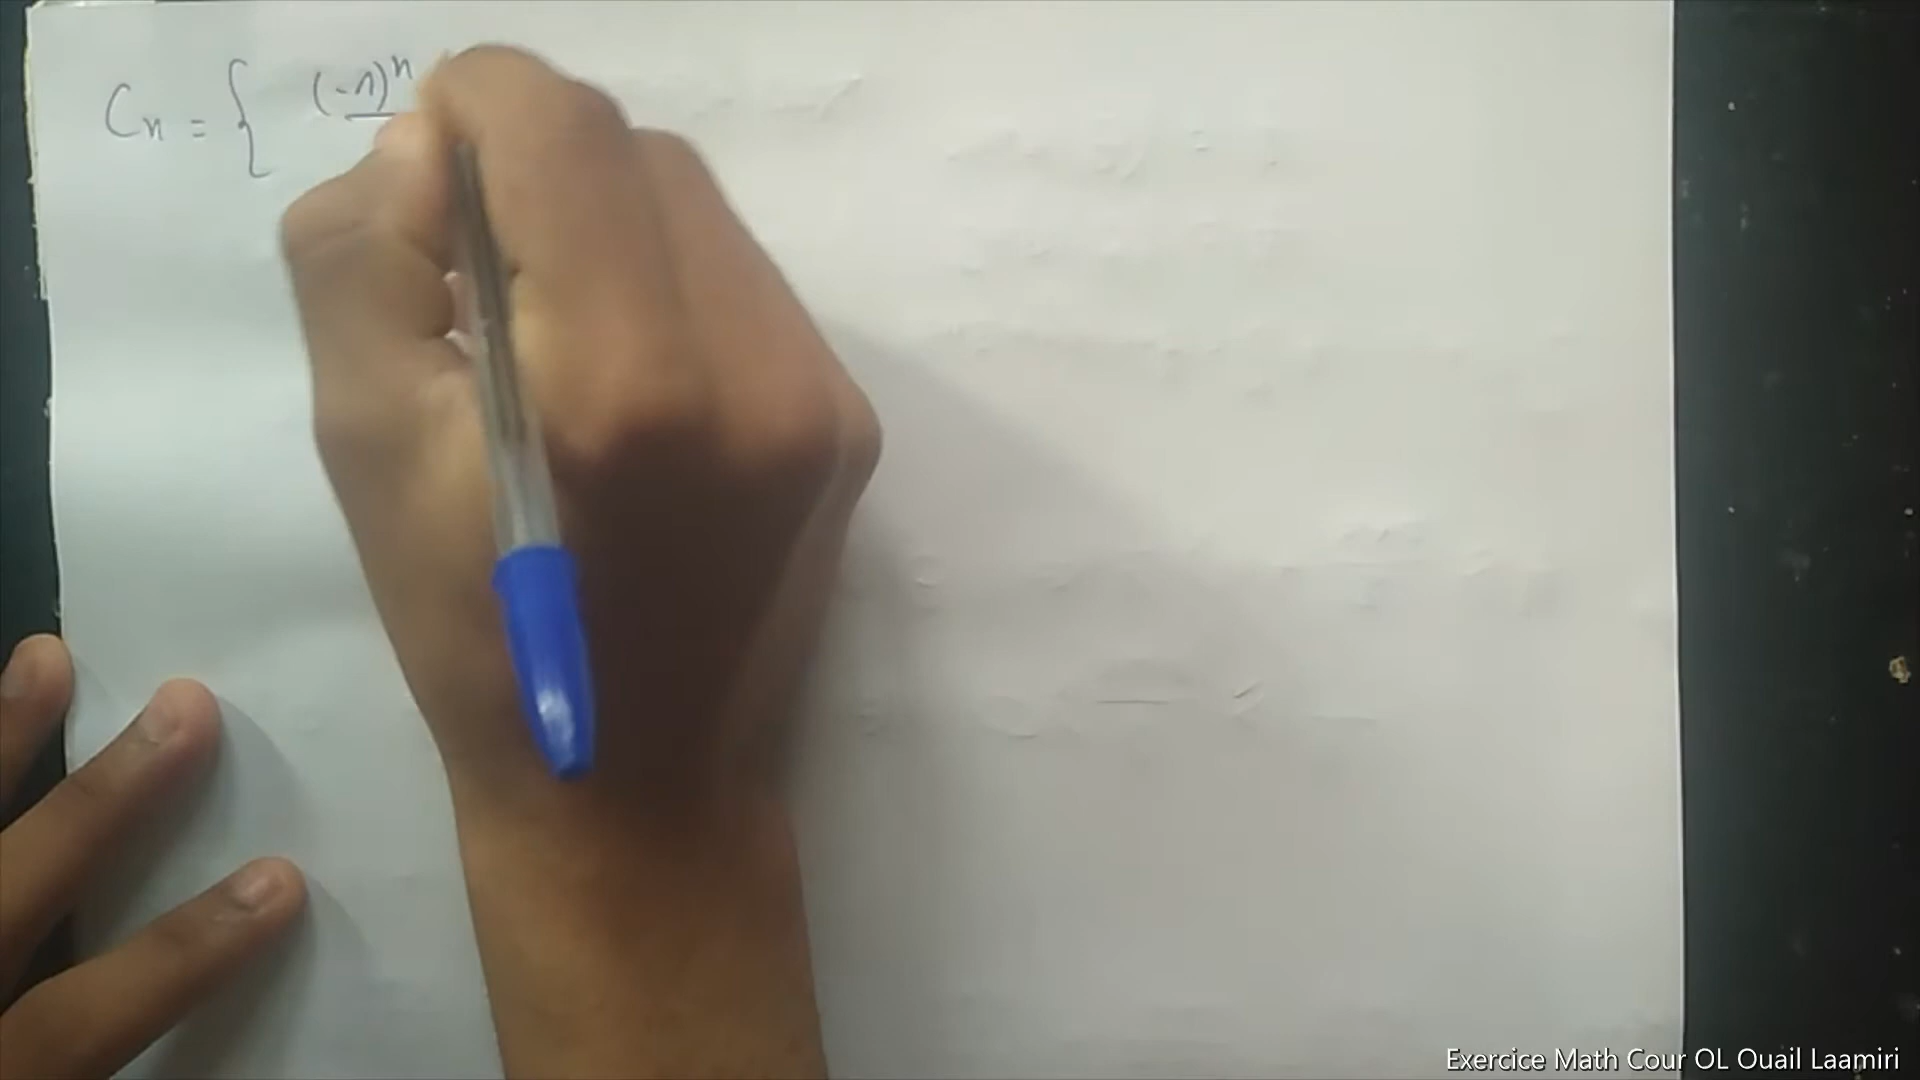 Cn = { (-1)^n
Exercice Math Cour OL Ouail Laamiri